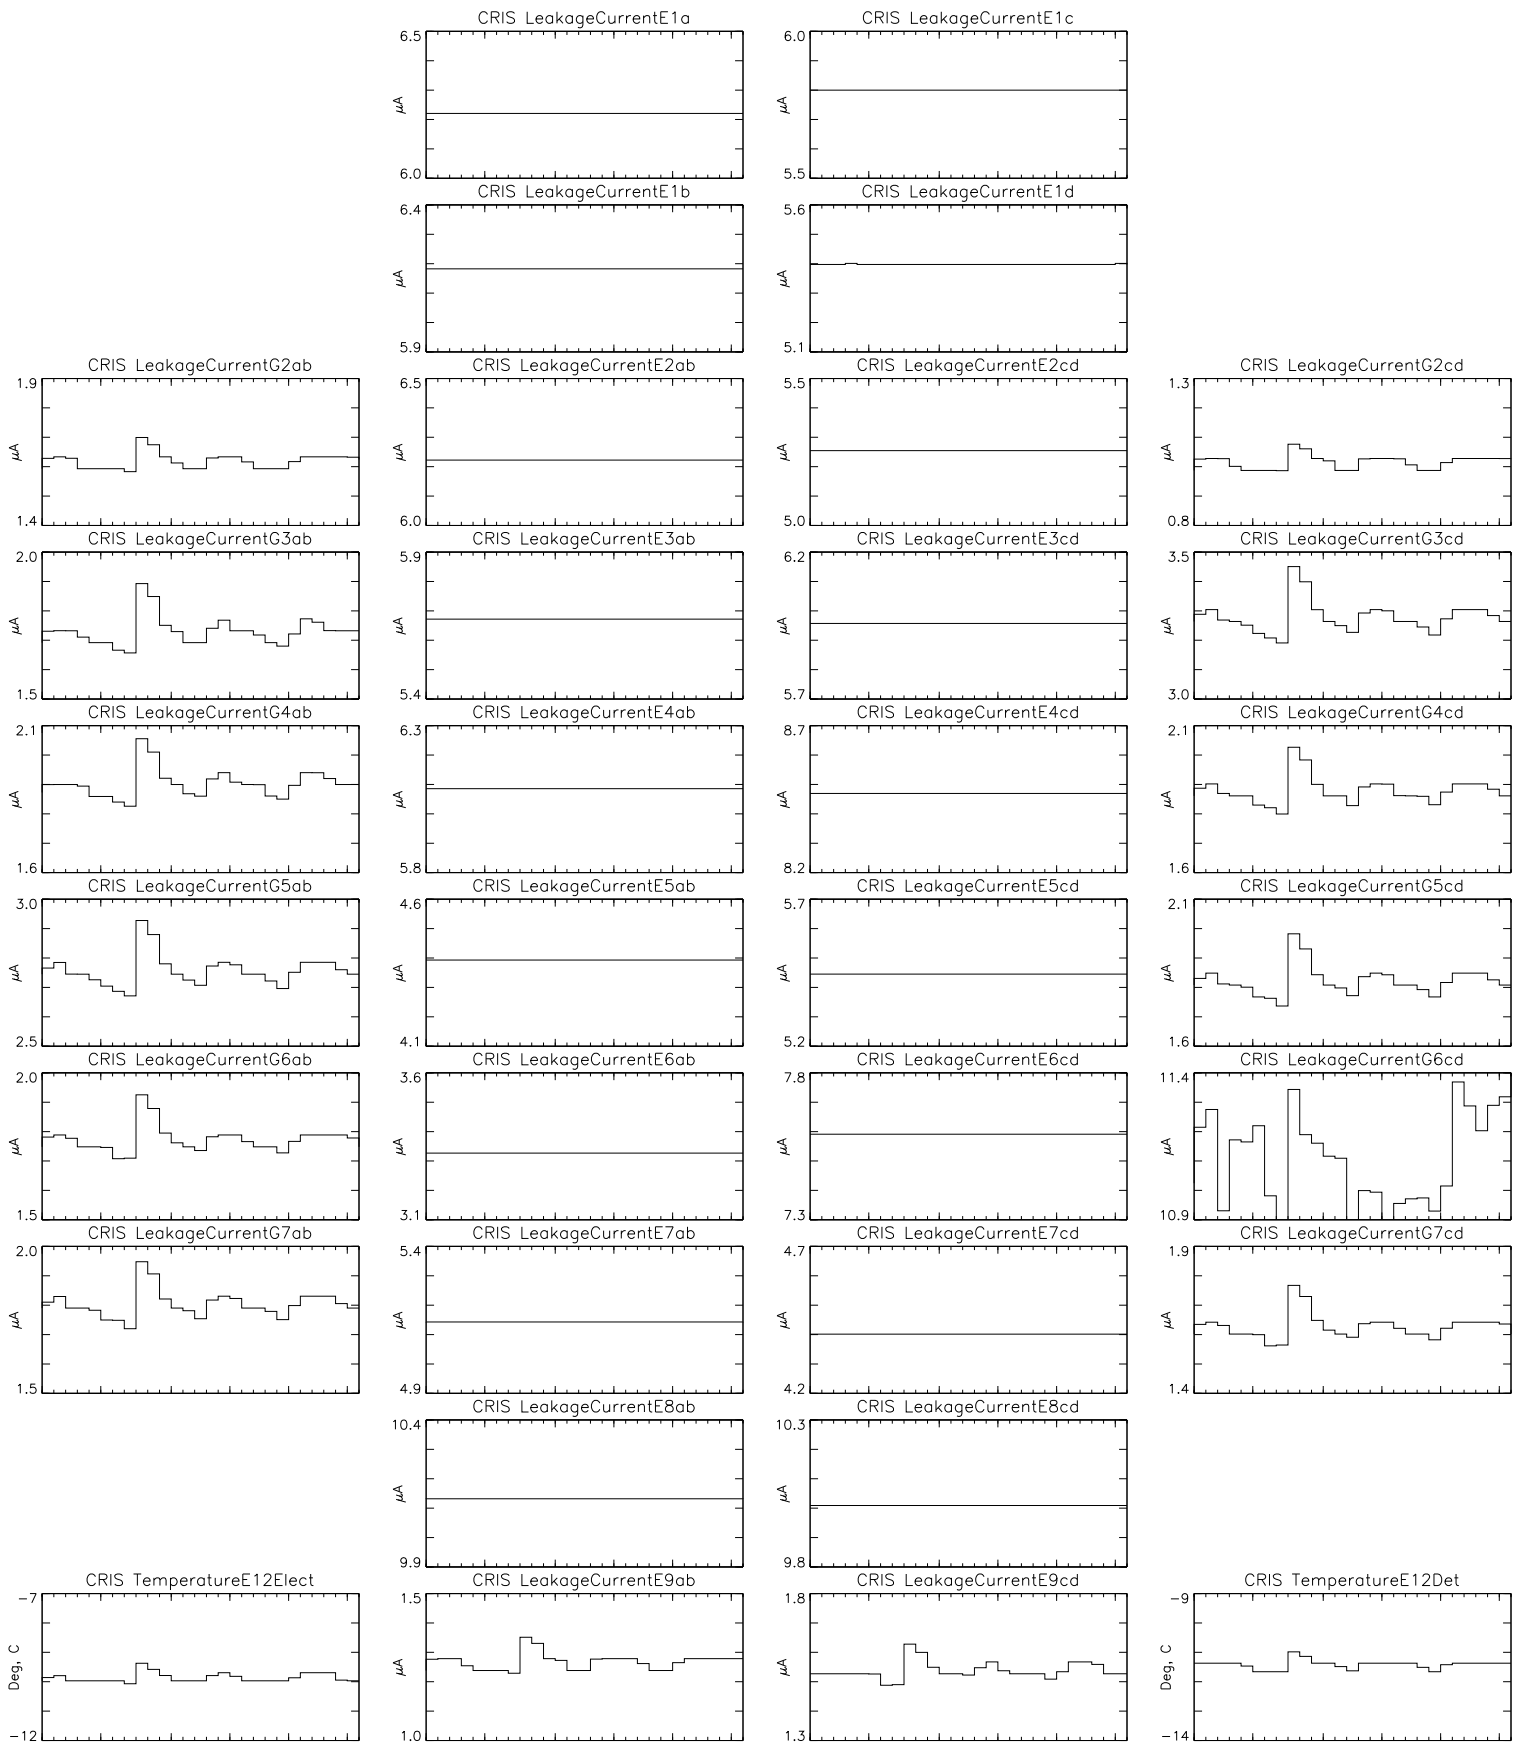 CRIS LeakageCurrentE1a
6.5
μA
6.0
CRIS LeakageCurrentE1c
6.0
μA
5.5
CRIS LeakageCurrentE1b
6.4
μA
5.9
CRIS LeakageCurrentE1d
5.6
μA
5.1
CRIS LeakageCurrentG2ab
1.9
μA
1.4
CRIS LeakageCurrentE2ab
6.5
μA
6.0
CRIS LeakageCurrentE2cd
5.5
μA
5.0
CRIS LeakageCurrentG2cd
1.3
μA
0.8
CRIS LeakageCurrentG3ab
2.0
μA
1.5
CRIS LeakageCurrentE3ab
5.9
μA
5.4
CRIS LeakageCurrentE3cd
6.2
μA
5.7
CRIS LeakageCurrentG3cd
3.5
μA
3.0
CRIS LeakageCurrentG4ab
2.1
μA
1.6
CRIS LeakageCurrentE4ab
6.3
μA
5.8
CRIS LeakageCurrentE4cd
8.7
μA
8.2
CRIS LeakageCurrentG4cd
2.1
μA
1.6
CRIS LeakageCurrentG5ab
3.0
μA
2.5
CRIS LeakageCurrentE5ab
4.6
μA
4.1
CRIS LeakageCurrentE5cd
5.7
μA
5.2
CRIS LeakageCurrentG5cd
2.1
μA
1.6
CRIS LeakageCurrentG6ab
2.0
μA
1.5
CRIS LeakageCurrentE6ab
3.6
μA
3.1
CRIS LeakageCurrentE6cd
7.8
μA
7.3
CRIS LeakageCurrentG6cd
11.4
μA
10.9
CRIS LeakageCurrentG7ab
2.0
μA
1.5
CRIS LeakageCurrentE7ab
5.4
μA
4.9
CRIS LeakageCurrentE7cd
4.7
μA
4.2
CRIS LeakageCurrentG7cd
1.9
μA
1.4
CRIS LeakageCurrentE8ab
10.4
μA
9.9
CRIS LeakageCurrentE8cd
10.3
μA
9.8
CRIS TemperatureE12Elect
-7
Deg, C
-12
CRIS LeakageCurrentE9ab
1.5
μA
1.0
CRIS LeakageCurrentE9cd
1.8
μA
1.3
CRIS TemperatureE12Det
-9
Deg, C
-14